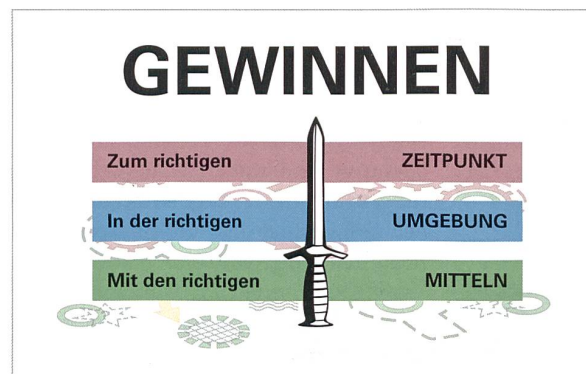 GEWINNEN
Zum richtigen ZEITPUNKT
In der richtigen UMGEBUNG
Mit den richtigen MITTELN